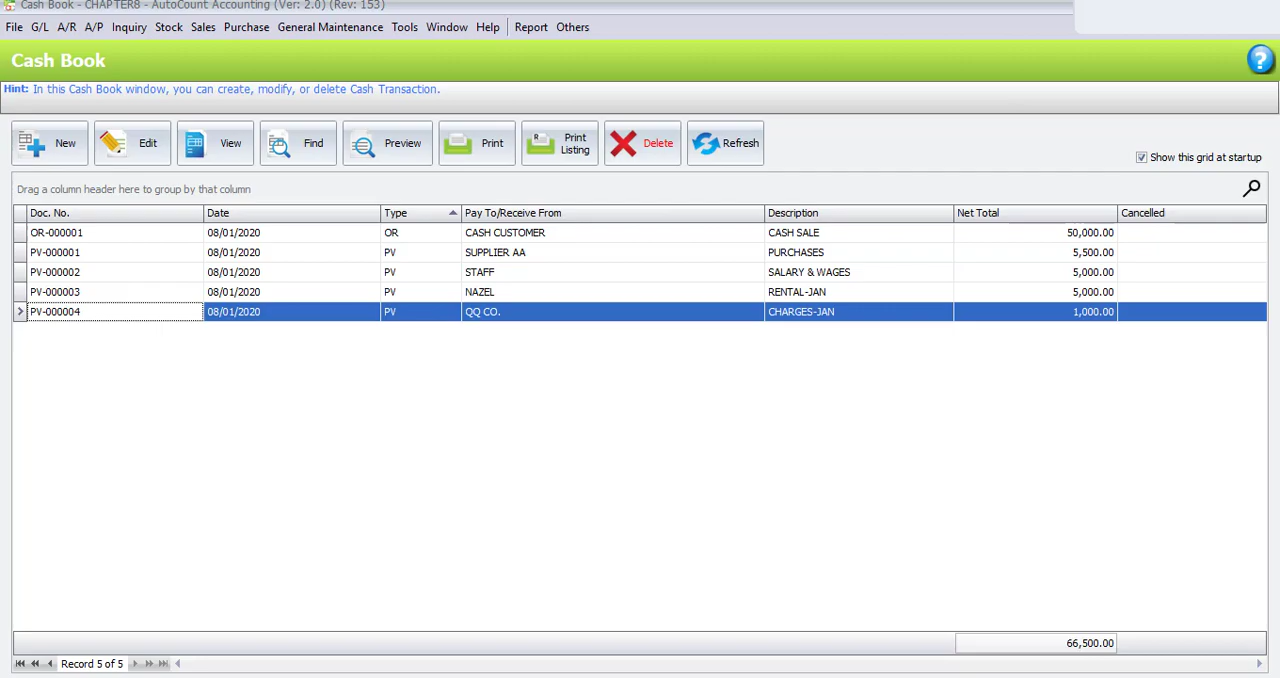 Cash Book - CHAPTER8 - AutoCount Accounting (Ver: 2.0) (Rev: 153)
File G/L A/R A/P Inquiry Stock Sales Purchase General Maintenance Tools Window Help Report Others
Cash Book ?
Hint: In this Cash Book window, you can create, modify, or delete Cash Transaction.
New Edit View Find Preview Print Print Listing Delete Refresh
Show this grid at startup
Drag a column header here to group by that column
Doc. No. Date Type Pay To/Receive From Description Net Total Cancelled
OR-000001 08/01/2020 OR CASH CUSTOMER CASH SALE 50,000.00
PV-000001 08/01/2020 PV SUPPLIER AA PURCHASES 5,500.00
PV-000002 08/01/2020 PV STAFF SALARY & WAGES 5,000.00
PV-000003 08/01/2020 PV NAZEL RENTAL-JAN 5,000.00
PV-000004 08/01/2020 PV QQ CO. CHARGES-JAN 1,000.00
66,500.00
Record 5 of 5